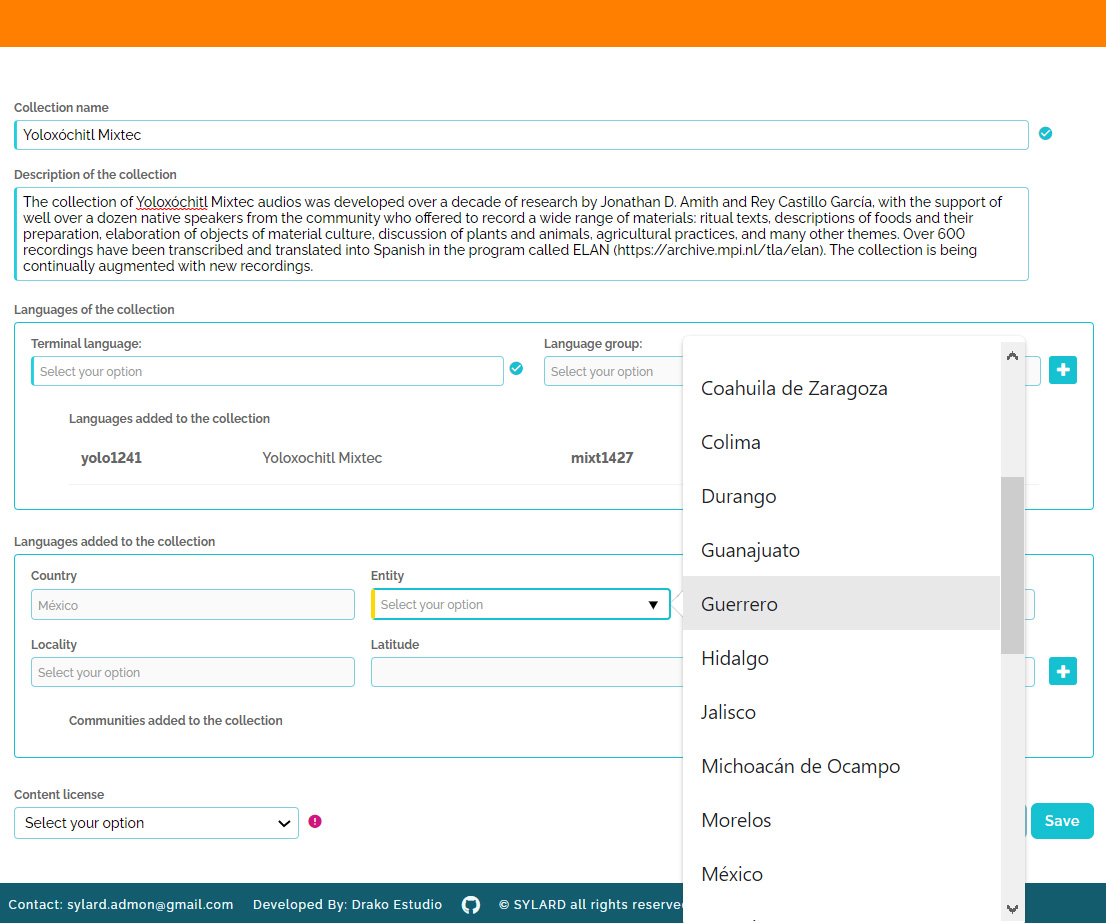 Collection name
Yoloxóchitl Mixtec
Description of the collection
The collection of Yoloxóchitl Mixtec audios was developed over a decade of research by Jonathan D. Amith and Rey Castillo García, with the support of
well over a dozen native speakers from the community who offered to record a wide range of materials: ritual texts, descriptions of foods and their
preparation, elaboration of objects of material culture, discussion of plants and animals, agricultural practices, and many other themes. Over 600
recordings have been transcribed and translated into Spanish in the program called ELAN (https://archive.mpi.nl/tla/elan). The collection is being
continually augmented with new recordings.
Languages of the collection
Terminal language:
Language group:
Select your option
Select your option
Languages added to the collection
yolo1241
Yoloxochitl Mixtec
mixt1427
Languages added to the collection
Country
Entity
México
Select your option
Locality
Latitude
Select your option
Communities added to the collection
Coahuila de Zaragoza
Colima
Durango
Guanajuato
Guerrero
Hidalgo
Jalisco
Michoacán de Ocampo
Morelos
México
Content license
Select your option
Save
Contact: sylard.admon@gmail.com
Developed By: Drako Estudio
© SYLARD all rights